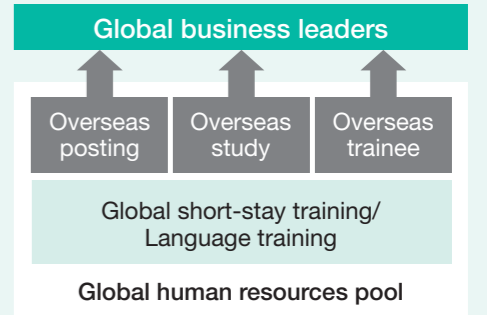 Global business leaders
Overseas
posting
Overseas
study
Overseas
trainee
Global short-stay training/
Language training
Global human resources pool